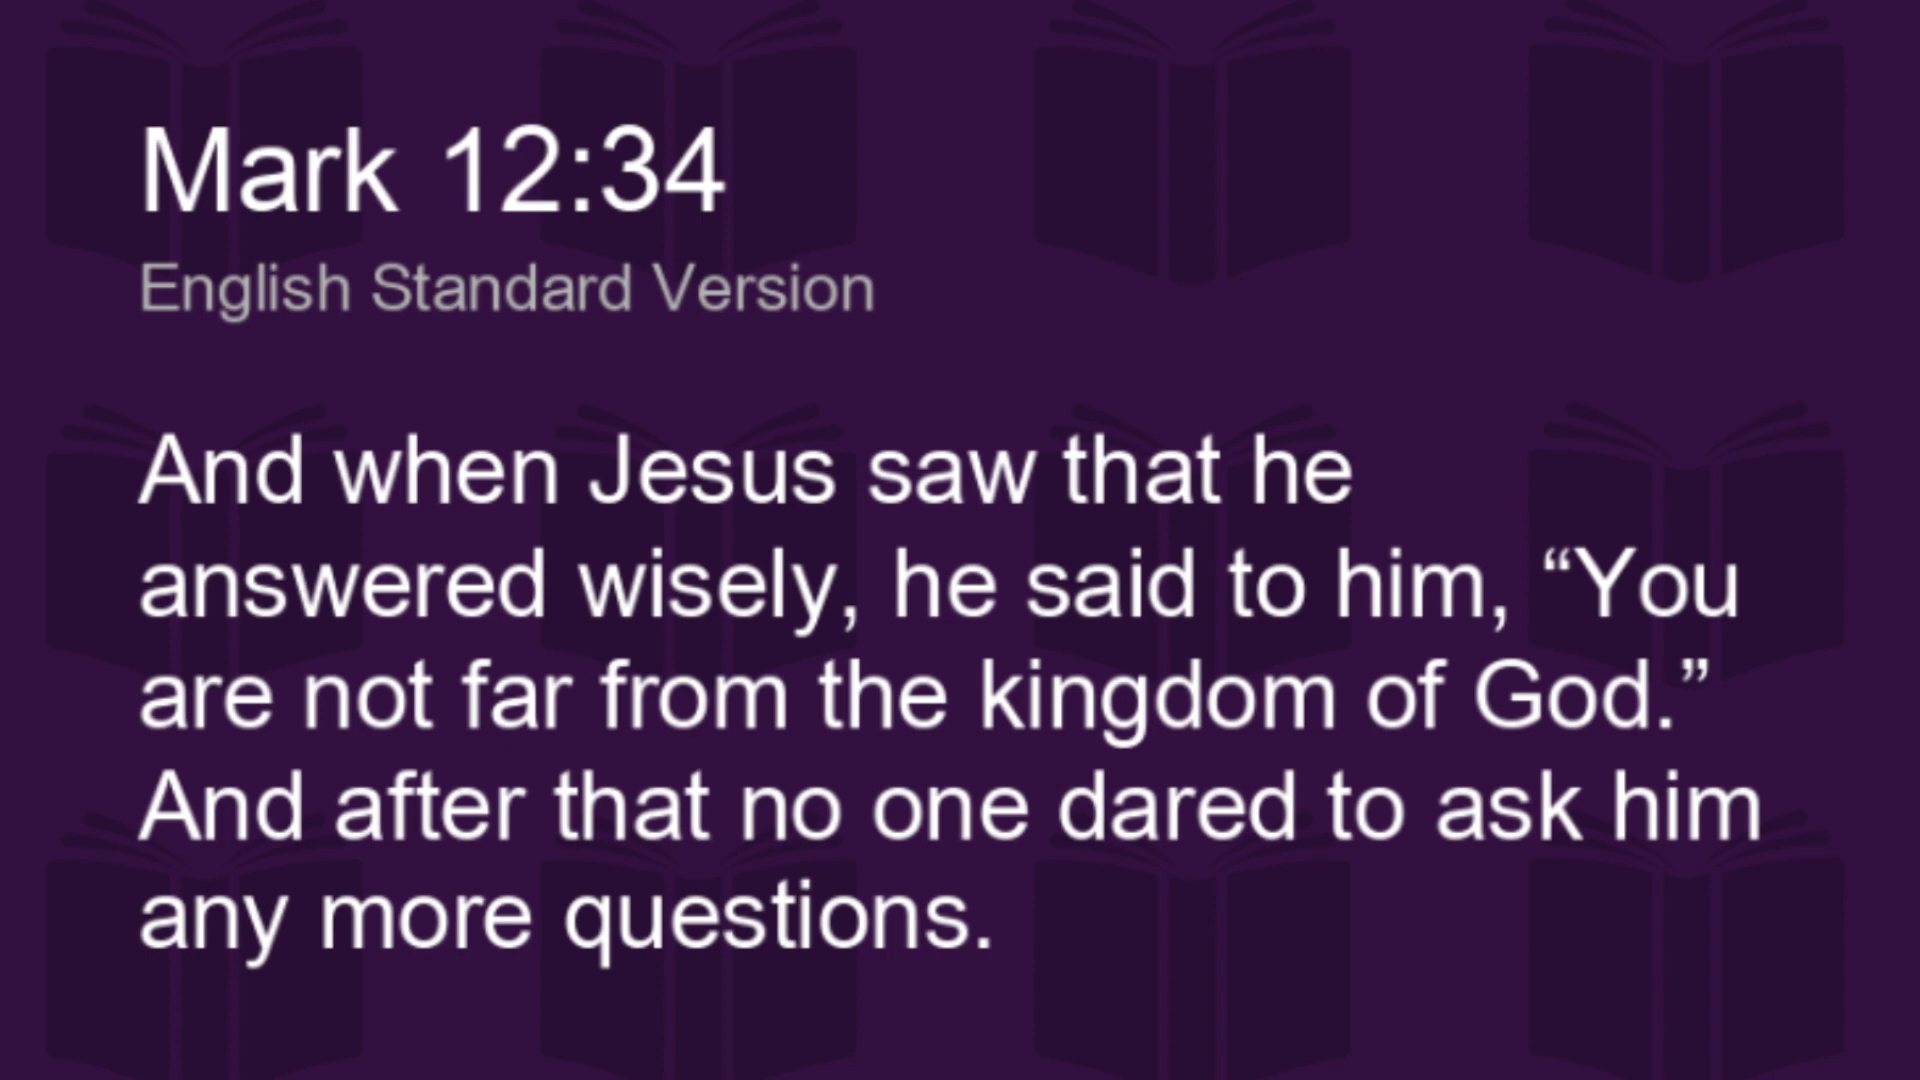 Mark 12:34
English Standard Version
And when Jesus saw that he
answered wisely, he said to him, “You
are not far from the kingdom of God.”
And after that no one dared to ask him
any more questions.